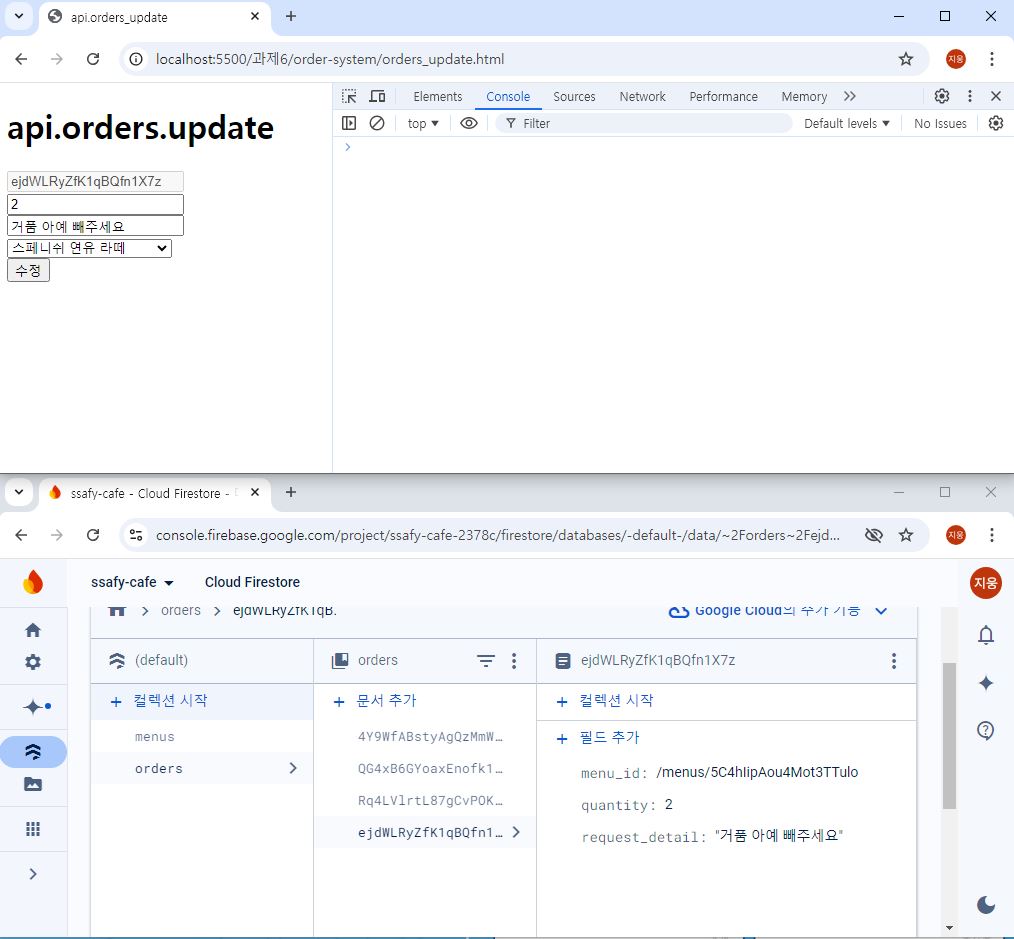 api.orders_update
localhost:5500/과제6/order-system/orders_update.html
지웅
Elements Console Sources Network Performance Memory
top Filter Default levels No Issues
api.orders.update
ejdWLRyZfK1qBQfn1X7z
2
거품 아예 빼주세요
스페니쉬 연유 라떼
수정
ssafy-cafe - Cloud Firestore -
console.firebase.google.com/project/ssafy-cafe-2378c/firestore/databases/-default-/data/~2Forders~2Fejd...
지웅
ssafy-cafe Cloud Firestore
지웅
orders ejdWLRyZfK1qB. Google Cloud의 추가 기능
(default) orders ejdWLRyZfK1qBQfn1X7z
컬렉션 시작 문서 추가 컬렉션 시작
menus 4Y9WfABstyAgQzMmW… 필드 추가
orders QG4xB6GYoaxEnofk1… menu_id: /menus/5C4hIipAou4Mot3TTulo
Rq4LVlrtL87gCvPOK… quantity: 2
ejdWLRyZfK1qBQfn1… request_detail: "거품 아예 빼주세요"